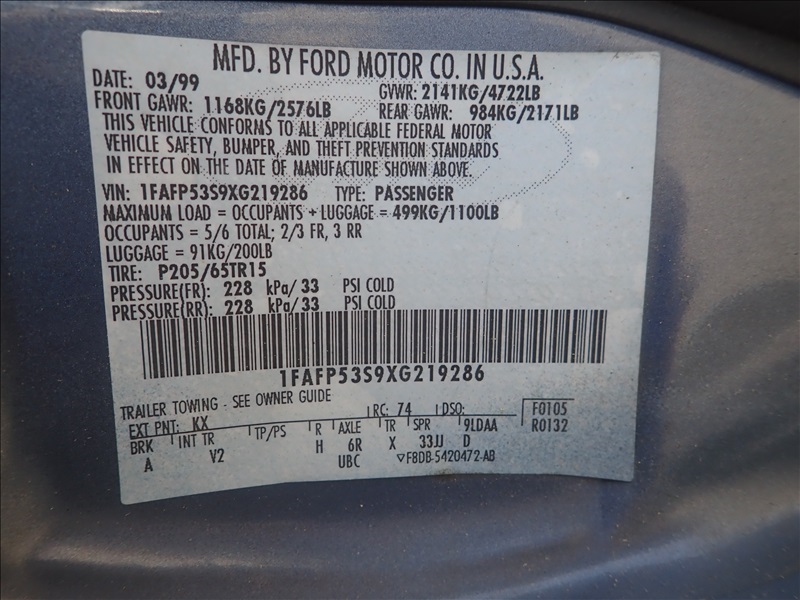 MFD. BY FORD MOTOR CO. IN U.S.A.
DATE: 03/99 GVWR: 2141KG/4722LB
FRONT GAWR: 1168KG/2576LB REAR GAWR: 984KG/2171LB
THIS VEHICLE CONFORMS TO ALL APPLICABLE FEDERAL MOTOR
VEHICLE SAFETY, BUMPER, AND THEFT PREVENTION STANDARDS
IN EFFECT ON THE DATE OF MANUFACTURE SHOWN ABOVE.
VIN: 1FAFP53S9XG219286 TYPE: PASSENGER
MAXIMUM LOAD = OCCUPANTS + LUGGAGE = 499KG/1100LB
OCCUPANTS = 5/6 TOTAL; 2/3 FR, 3 RR
LUGGAGE = 91KG/200LB
TIRE: P205/65TR15
PRESSURE(FR): 228 kPa/33 PSI COLD
PRESSURE(RR): 228 kPa/33 PSI COLD
1FAFP53S9XG219286
TRAILER TOWING - SEE OWNER GUIDE
EXT PNT: KX RC: 74 DSO: F0105
BRK INT TR TP/PS R AXLE TR SPR 9LDAA R0132
A V2 H 6R X 33JJ D
UBC ▽F8DB-5420472-AB